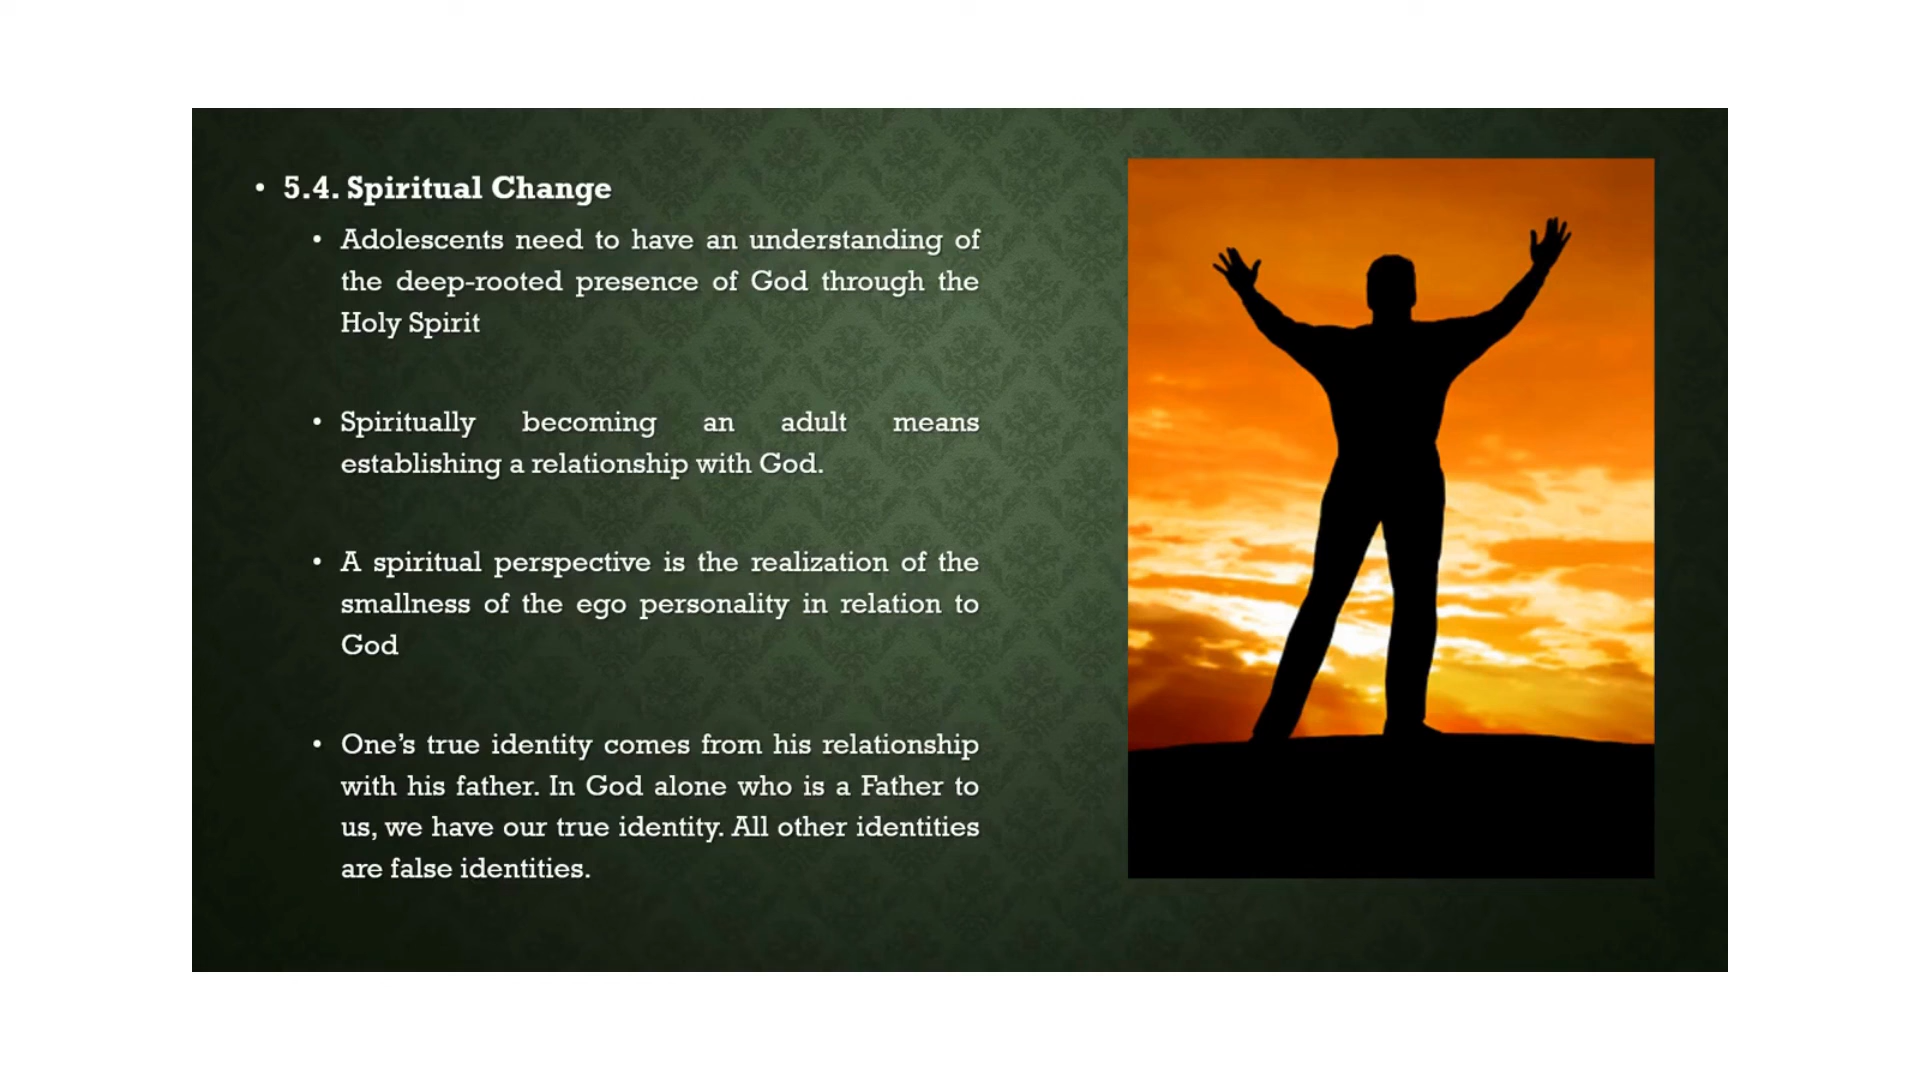 • 5.4. Spiritual Change
• Adolescents need to have an understanding of
the deep-rooted presence of God through the
Holy Spirit
• Spiritually becoming an adult means
establishing a relationship with God.
• A spiritual perspective is the realization of the
smallness of the ego personality in relation to
God
• One’s true identity comes from his relationship
with his father. In God alone who is a Father to
us, we have our true identity. All other identities
are false identities.